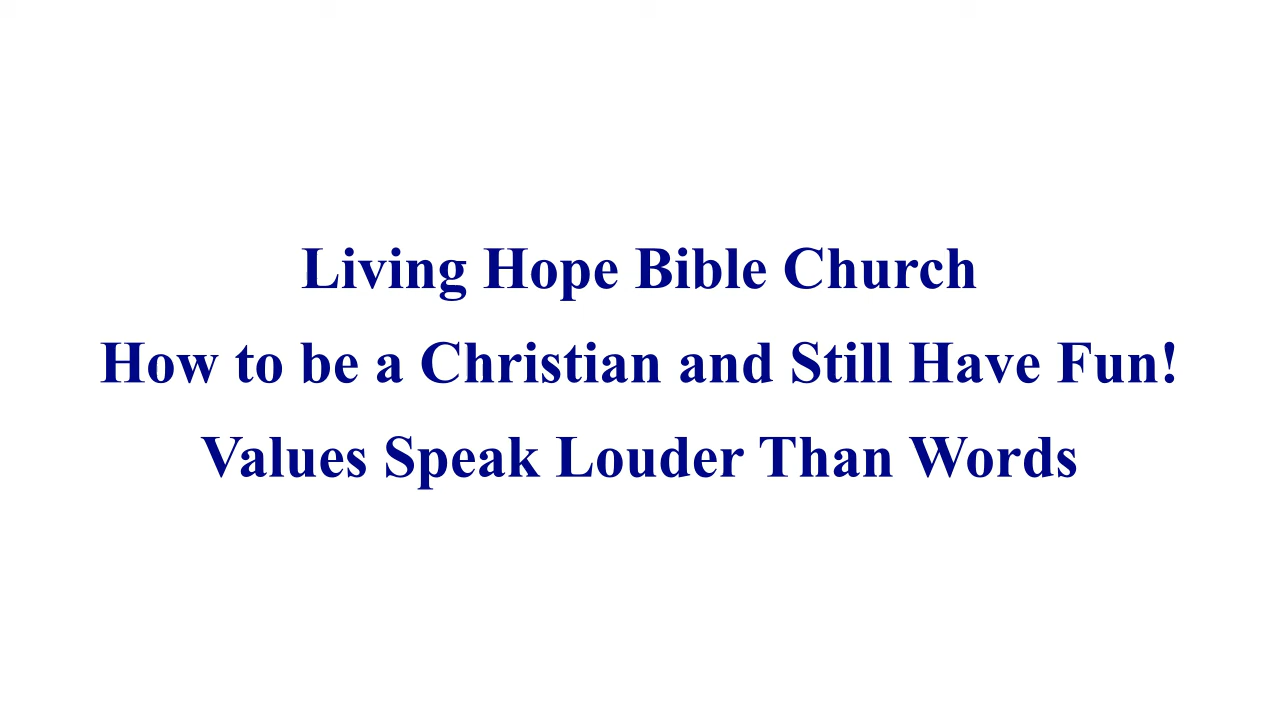 Living Hope Bible Church
How to be a Christian and Still Have Fun!
Values Speak Louder Than Words